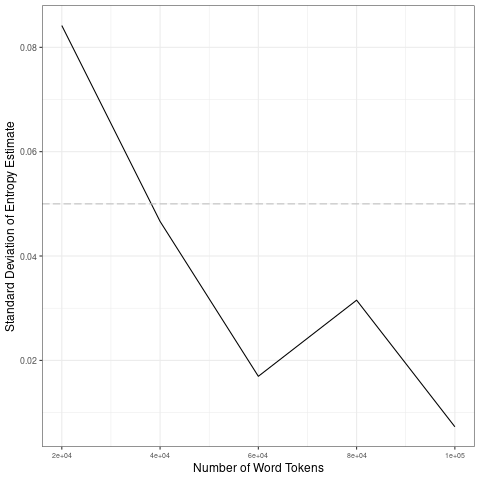 Standard Deviation of Entropy Estimate
0.08
0.06
0.04
0.02
2e+04 4e+04 6e+04 8e+04 1e+05
Number of Word Tokens